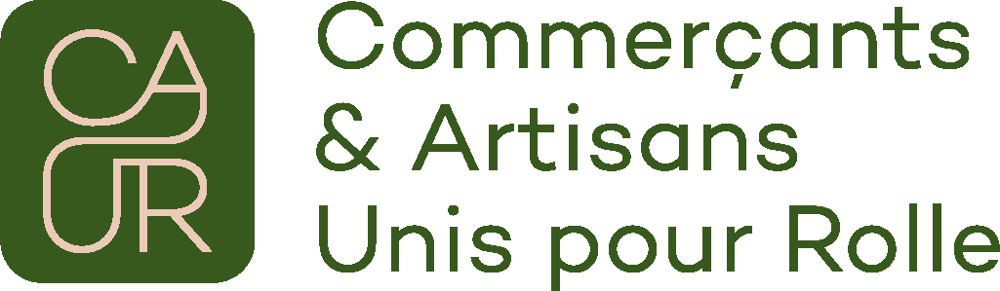 CA
UR
Commerçants
& Artisans
Unis pour Rolle